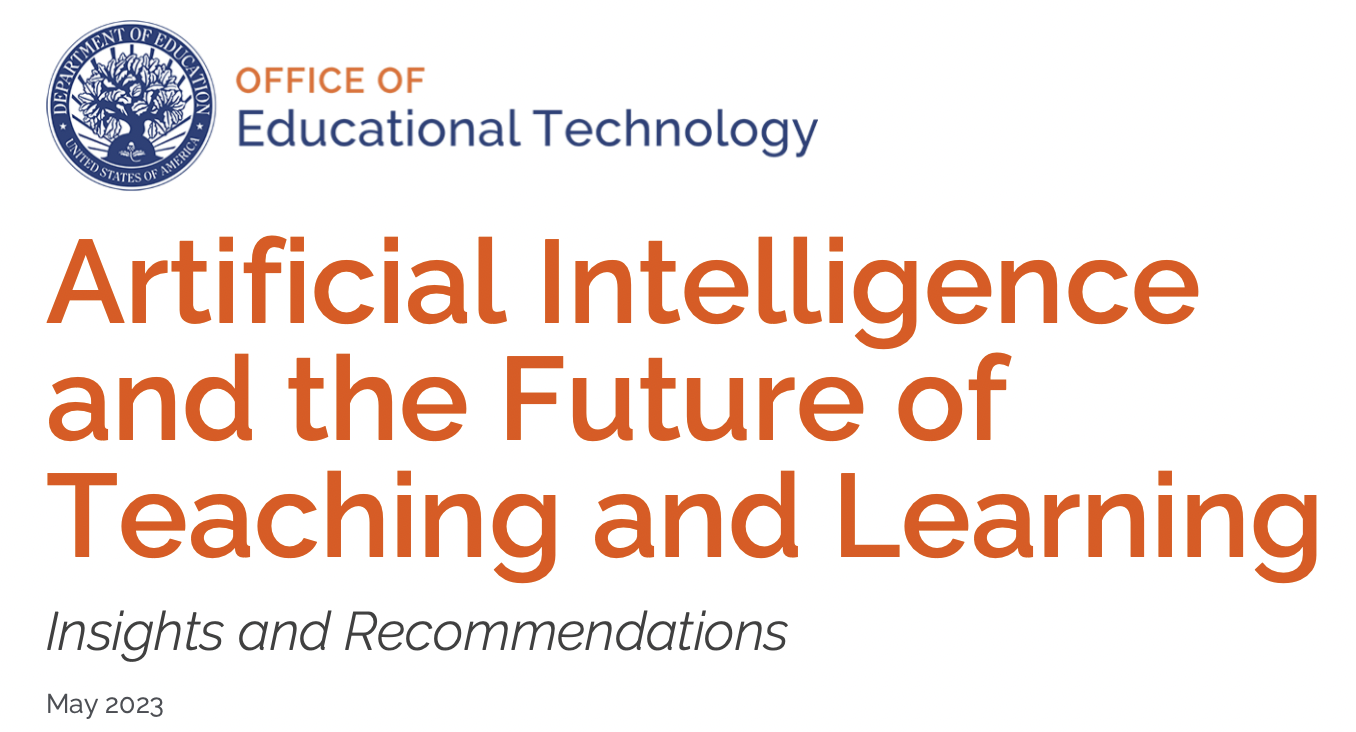 DEPARTMENT OF EDUCATION
UNITED STATES OF AMERICA
OFFICE OF
Educational Technology
Artificial Intelligence
and the Future of
Teaching and Learning
Insights and Recommendations
May 2023